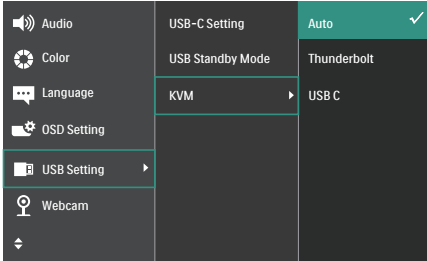 Audio
Color
Language
OSD Setting
USB Setting
Webcam
USB-C Setting
USB Standby Mode
KVM
Auto
Thunderbolt
USB C